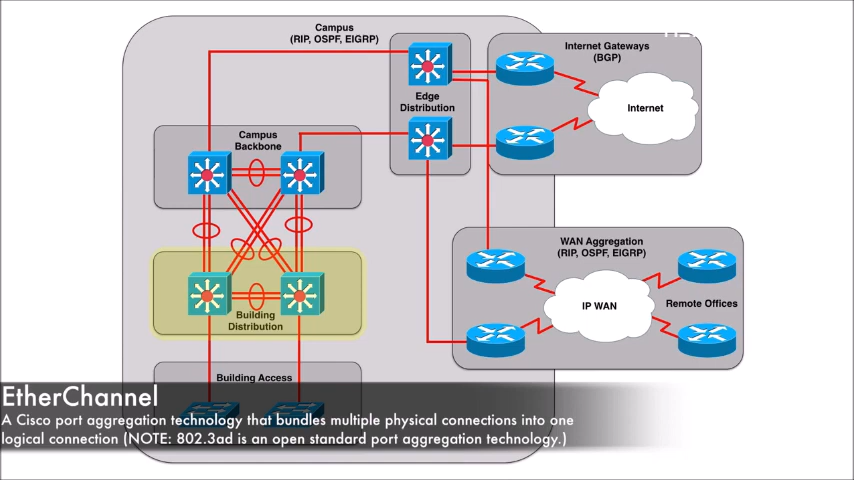 Campus
(RIP, OSPF, EIGRP)
Internet Gateways
(BGP)
Edge
Distribution
Internet
Campus
Backbone
WAN Aggregation
(RIP, OSPF, EIGRP)
IP WAN
Remote Offices
Building
Distribution
Building Access
EtherChannel
A Cisco port aggregation technology that bundles multiple physical connections into one
logical connection (NOTE: 802.3ad is an open standard port aggregation technology.)